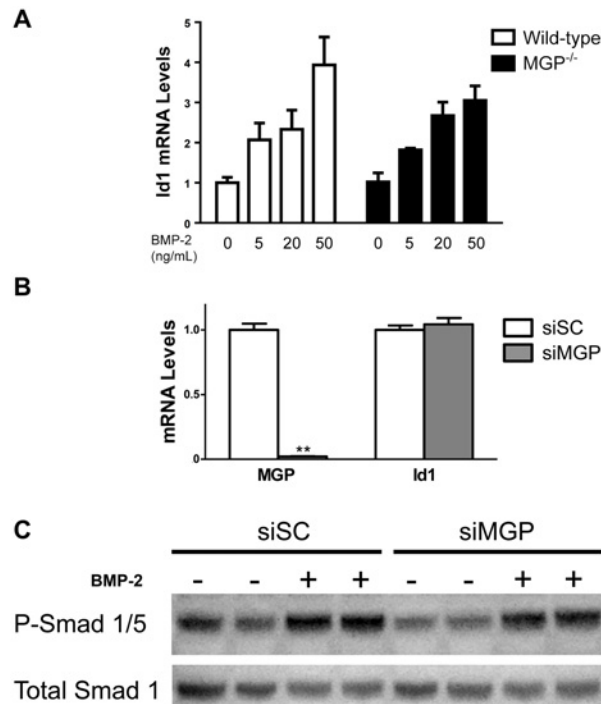 A
Id1 mRNA Levels
5
4
3
2
1
0
Wild-type
MGP-/-
BMP-2
(ng/mL)
0 5 20 50 0 5 20 50
B
mRNA Levels
1.0
0.5
0
**
siSC
siMGP
MGP Id1
C
siSC siMGP
BMP-2 - - + + - - + +
P-Smad 1/5
Total Smad 1